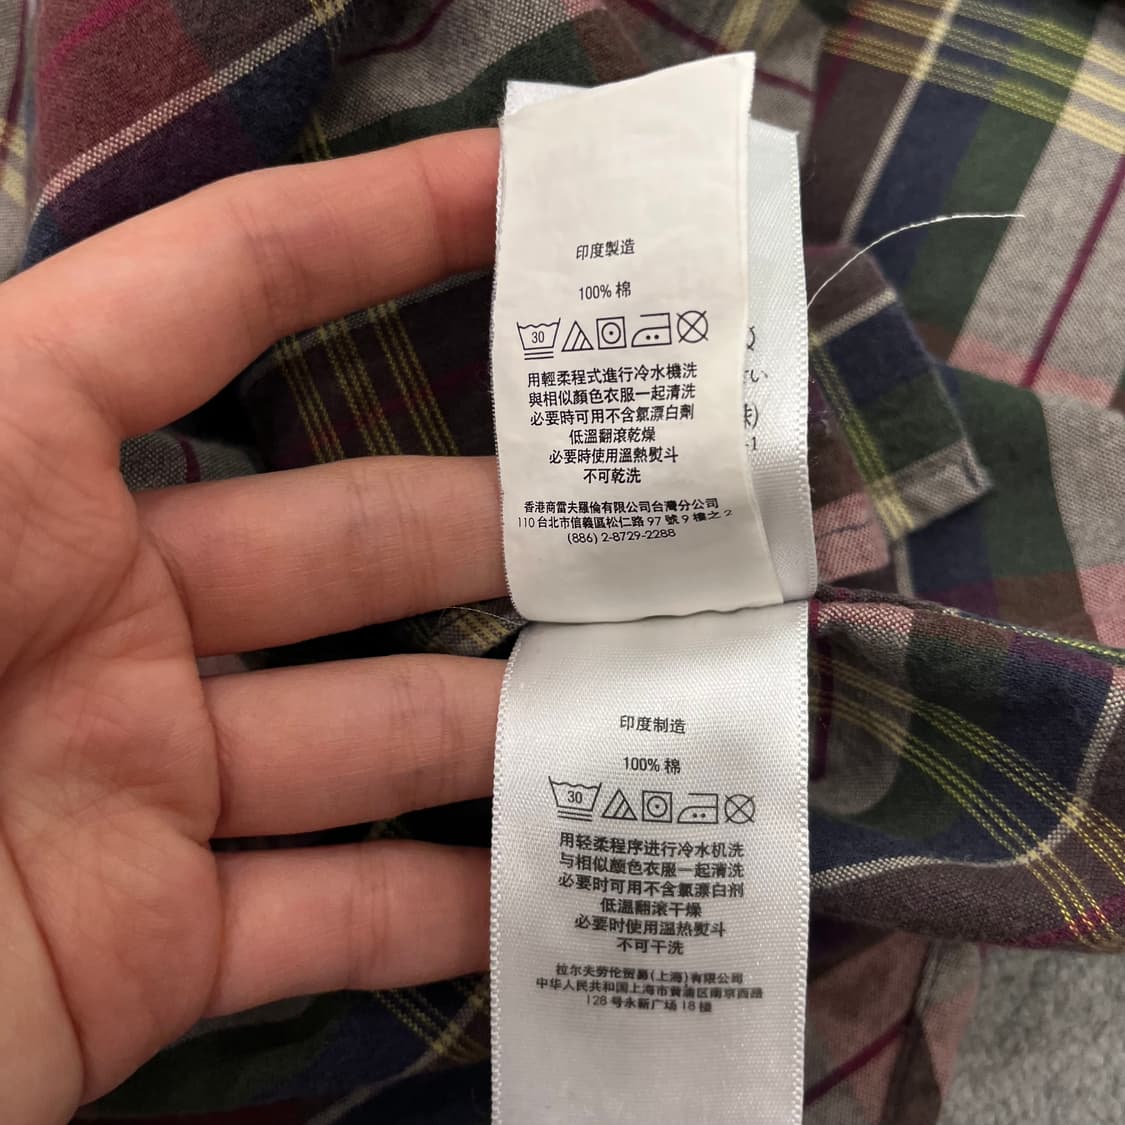 印度製造
100% 棉
30
用輕柔程式進行冷水機洗
與相似顏色衣服一起清洗
必要時可用不含氯漂白劑
低溫翻滾乾燥
必要時使用溫熱熨斗
不可乾洗
香港商雷夫羅倫有限公司台灣分公司
110 台北市信義區松仁路 97 號 9 樓之 2
(886) 2-8729-2288
印度制造
100% 棉
30
用轻柔程序进行冷水机洗
与相似颜色衣服一起清洗
必要时可用不含氯漂白剂
低温翻滚干燥
必要时使用温热熨斗
不可干洗
拉尔夫劳伦贸易(上海)有限公司
中华人民共和国上海市黄浦区南京西路
128 号永新广场 18 楼